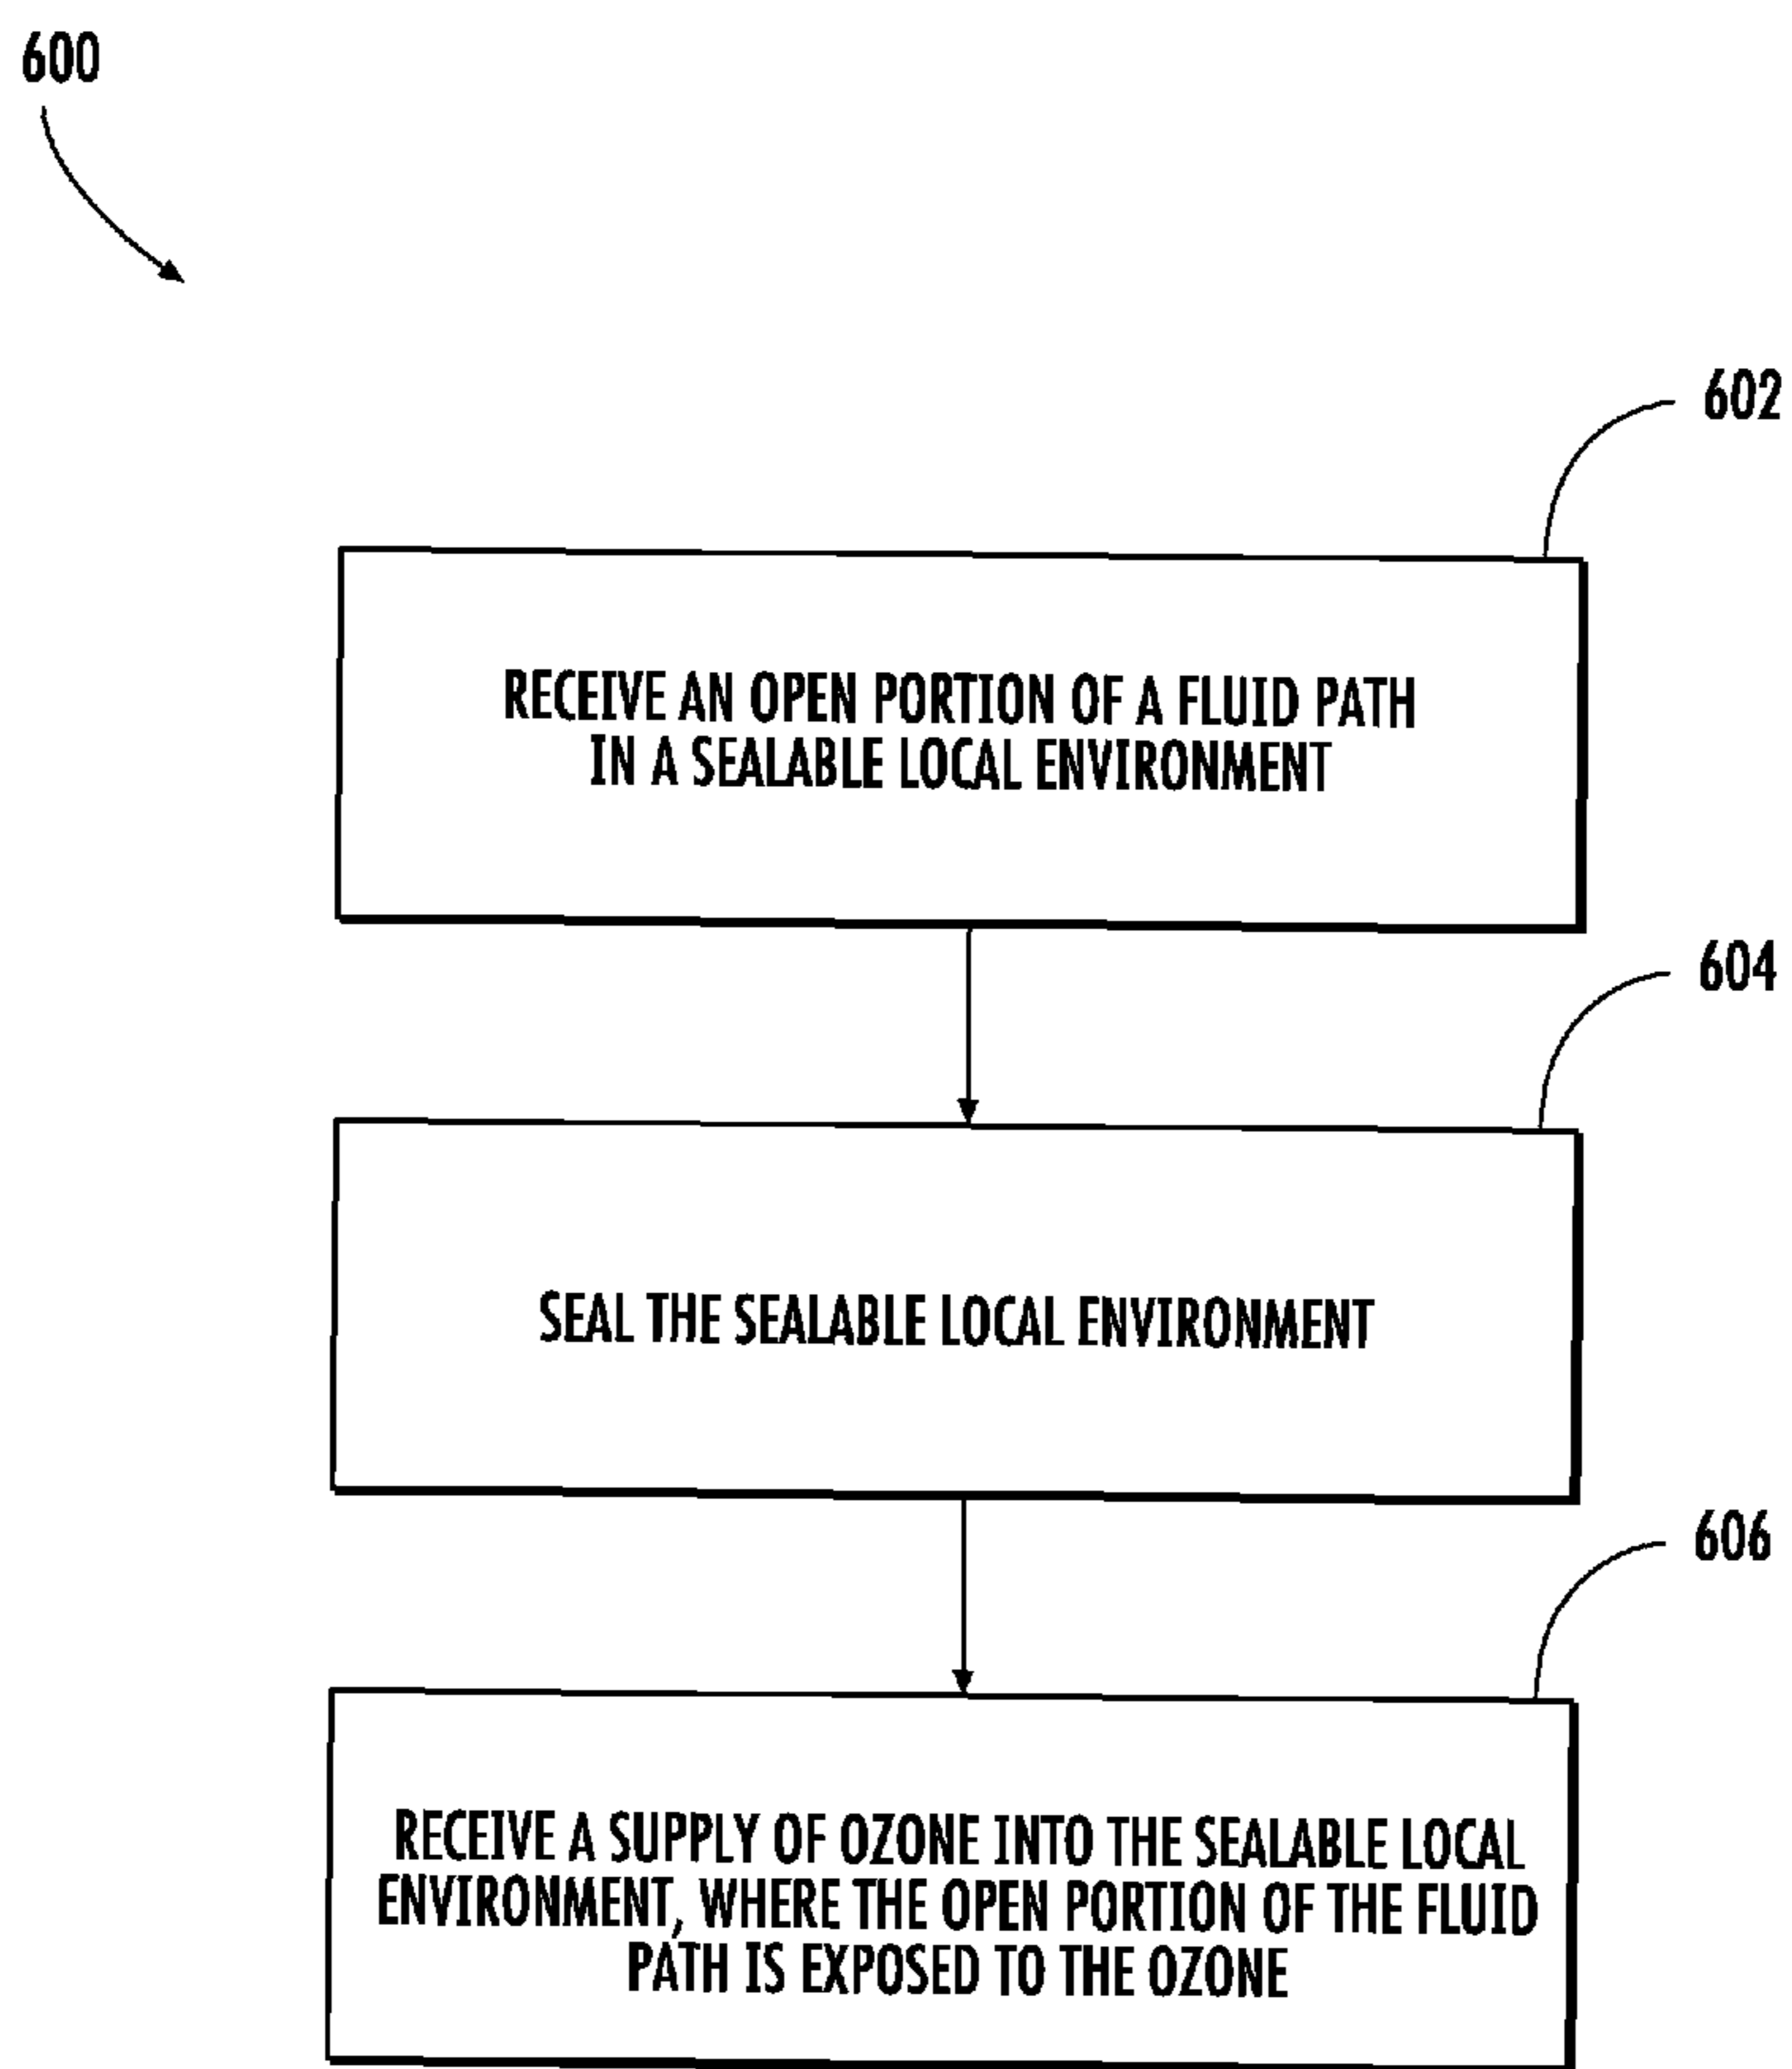 600
602
RECEIVE AN OPEN PORTION OF A FLUID PATH
IN A SEALABLE LOCAL ENVIRONMENT
604
SEAL THE SEALABLE LOCAL ENVIRONMENT
606
RECEIVE A SUPPLY OF OZONE INTO THE SEALABLE LOCAL
ENVIRONMENT, WHERE THE OPEN PORTION OF THE FLUID
PATH IS EXPOSED TO THE OZONE